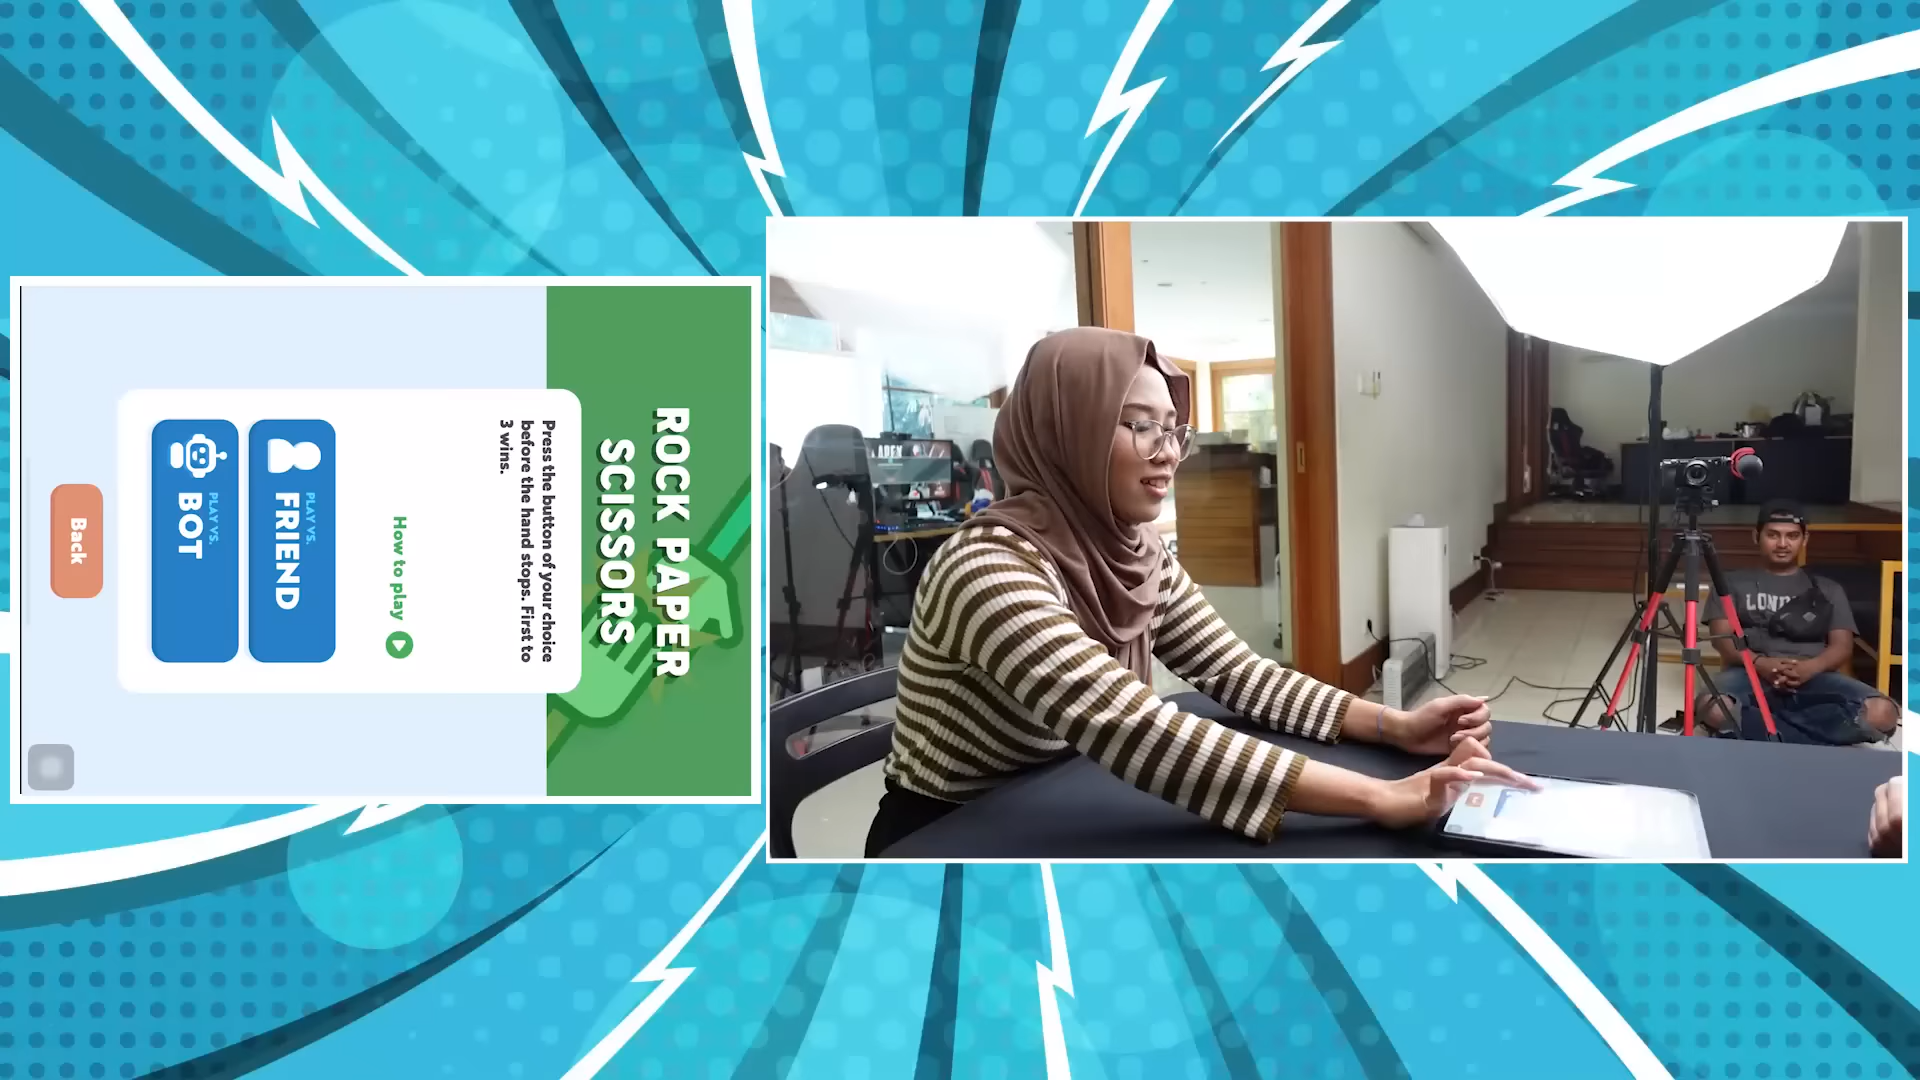 ROCK PAPER
SCISSORS
Press the button of your choice
before the hand stops. First to
3 wins.
How to play
PLAY VS.
FRIEND
PLAY VS.
BOT
Back